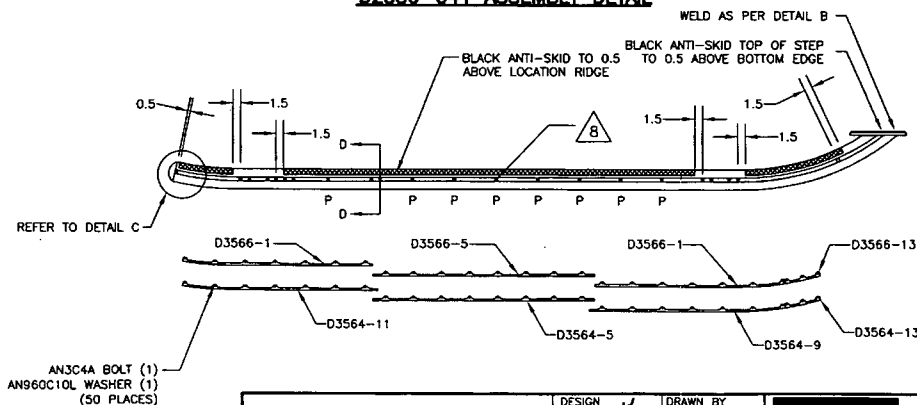 WELD AS PER DETAIL B
BLACK ANTI-SKID TO 0.5
ABOVE LOCATION RIDGE
BLACK ANTI-SKID TOP OF STEP
TO 0.5 ABOVE BOTTOM EDGE
0.5
1.5
1.5
1.5
1.5
1.5
8
D
D
P P P P P P P P
REFER TO DETAIL C
D3566-1
D3566-5
D3566-1
D3566-13
D3564-11
D3564-5
D3564-9
D3564-13
AN3C4A BOLT (1)
AN960C10L WASHER (1)
(50 PLACES)
DESIGN
DRAWN BY